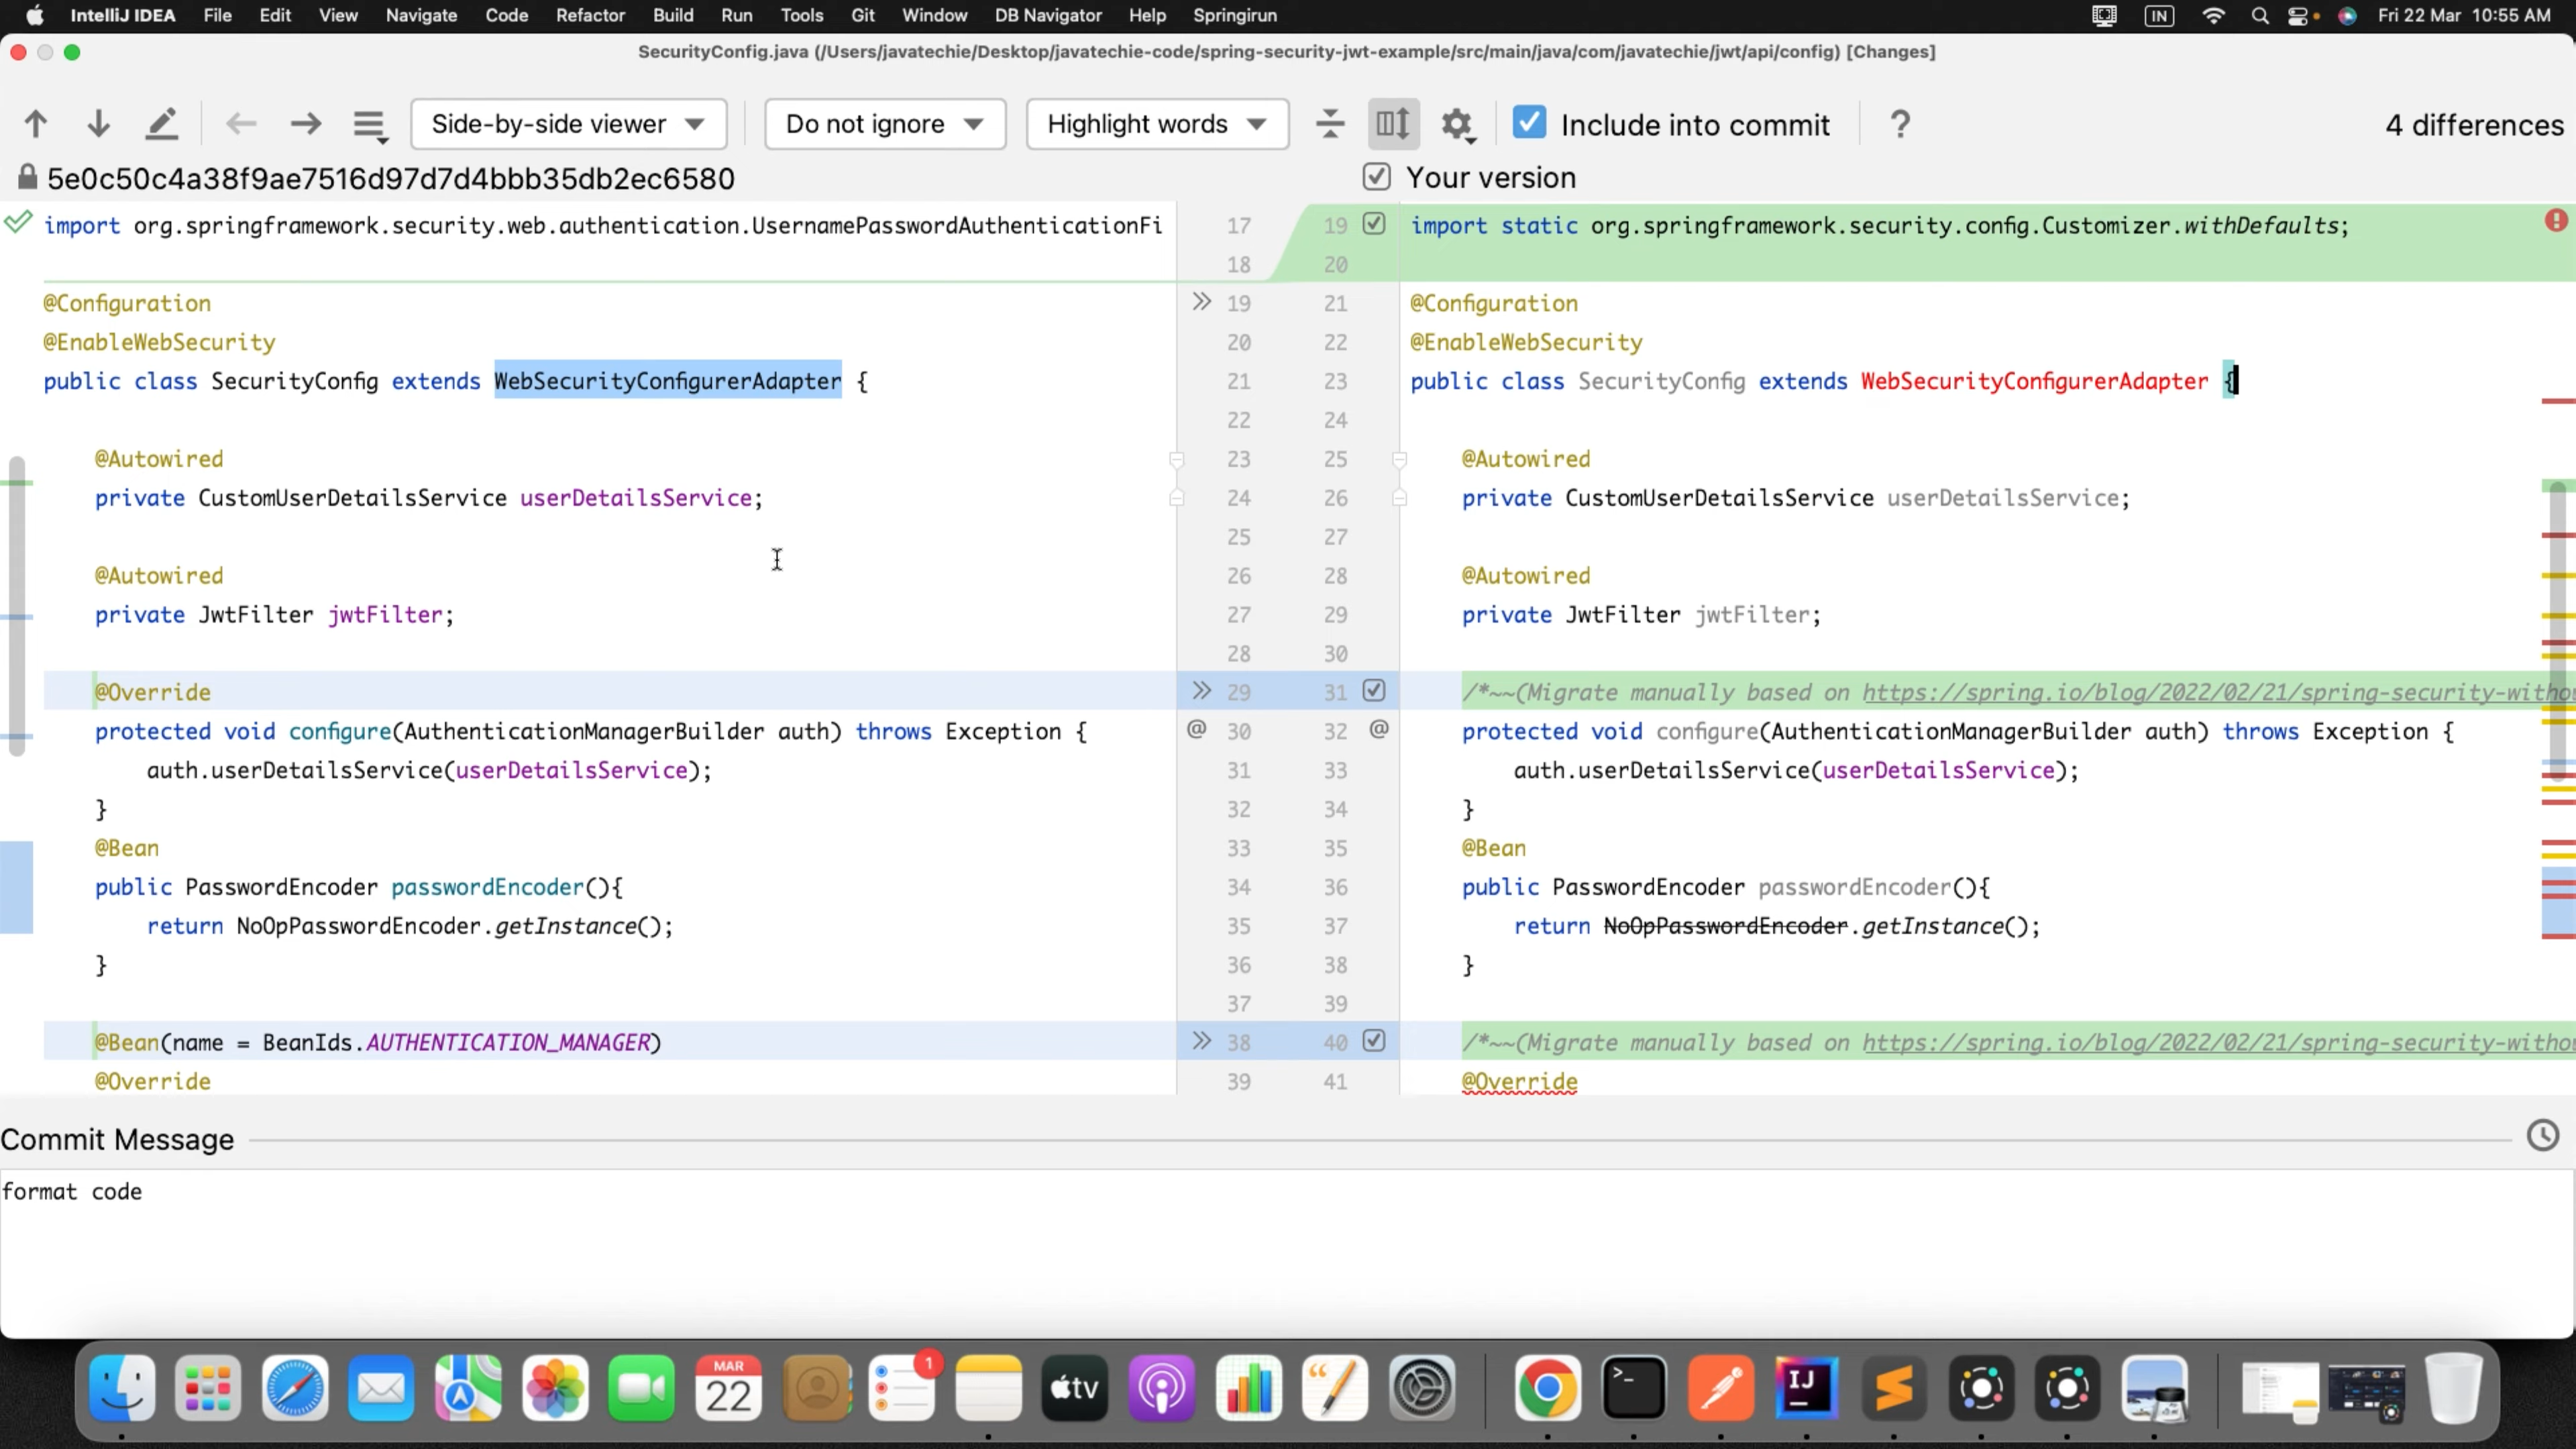 IntelliJ IDEA File Edit View Navigate Code Refactor Build Run Tools Git Window DB Navigator Help Springirun IN Fri 22 Mar 10:55 AM
SecurityConfig.java (/Users/javatechie/Desktop/javatechie-code/spring-security-jwt-example/src/main/java/com/javatechie/jwt/api/config) [Changes]
Side-by-side viewer Do not ignore Highlight words Include into commit ? 4 differences
5e0c50c4a38f9ae7516d97d7d4bbb35db2ec6580 Your version
import org.springframework.security.web.authentication.UsernamePasswordAuthenticationFi 17 19 import static org.springframework.security.config.Customizer.withDefaults;
18 20
@Configuration 19 21 @Configuration
@EnableWebSecurity 20 22 @EnableWebSecurity
public class SecurityConfig extends WebSecurityConfigurerAdapter { 21 23 public class SecurityConfig extends WebSecurityConfigurerAdapter {
22 24
@Autowired 23 25 @Autowired
private CustomUserDetailsService userDetailsService; 24 26 private CustomUserDetailsService userDetailsService;
25 27
@Autowired 26 28 @Autowired
private JwtFilter jwtFilter; 27 29 private JwtFilter jwtFilter;
28 30
@Override 29 31 /*~~(Migrate manually based on https://spring.io/blog/2022/02/21/spring-security-withou
protected void configure(AuthenticationManagerBuilder auth) throws Exception { @ 30 32 @ protected void configure(AuthenticationManagerBuilder auth) throws Exception {
auth.userDetailsService(userDetailsService); 31 33 auth.userDetailsService(userDetailsService);
} 32 34 }
@Bean 33 35 @Bean
public PasswordEncoder passwordEncoder(){ 34 36 public PasswordEncoder passwordEncoder(){
return NoOpPasswordEncoder.getInstance(); 35 37 return NoOpPasswordEncoder.getInstance();
} 36 38 }
37 39
@Bean(name = BeanIds.AUTHENTICATION_MANAGER) 38 40 /*~~(Migrate manually based on https://spring.io/blog/2022/02/21/spring-security-withou
@Override 39 41 @Override
Commit Message
format code
MAR
22
1
tv
>_
IJ